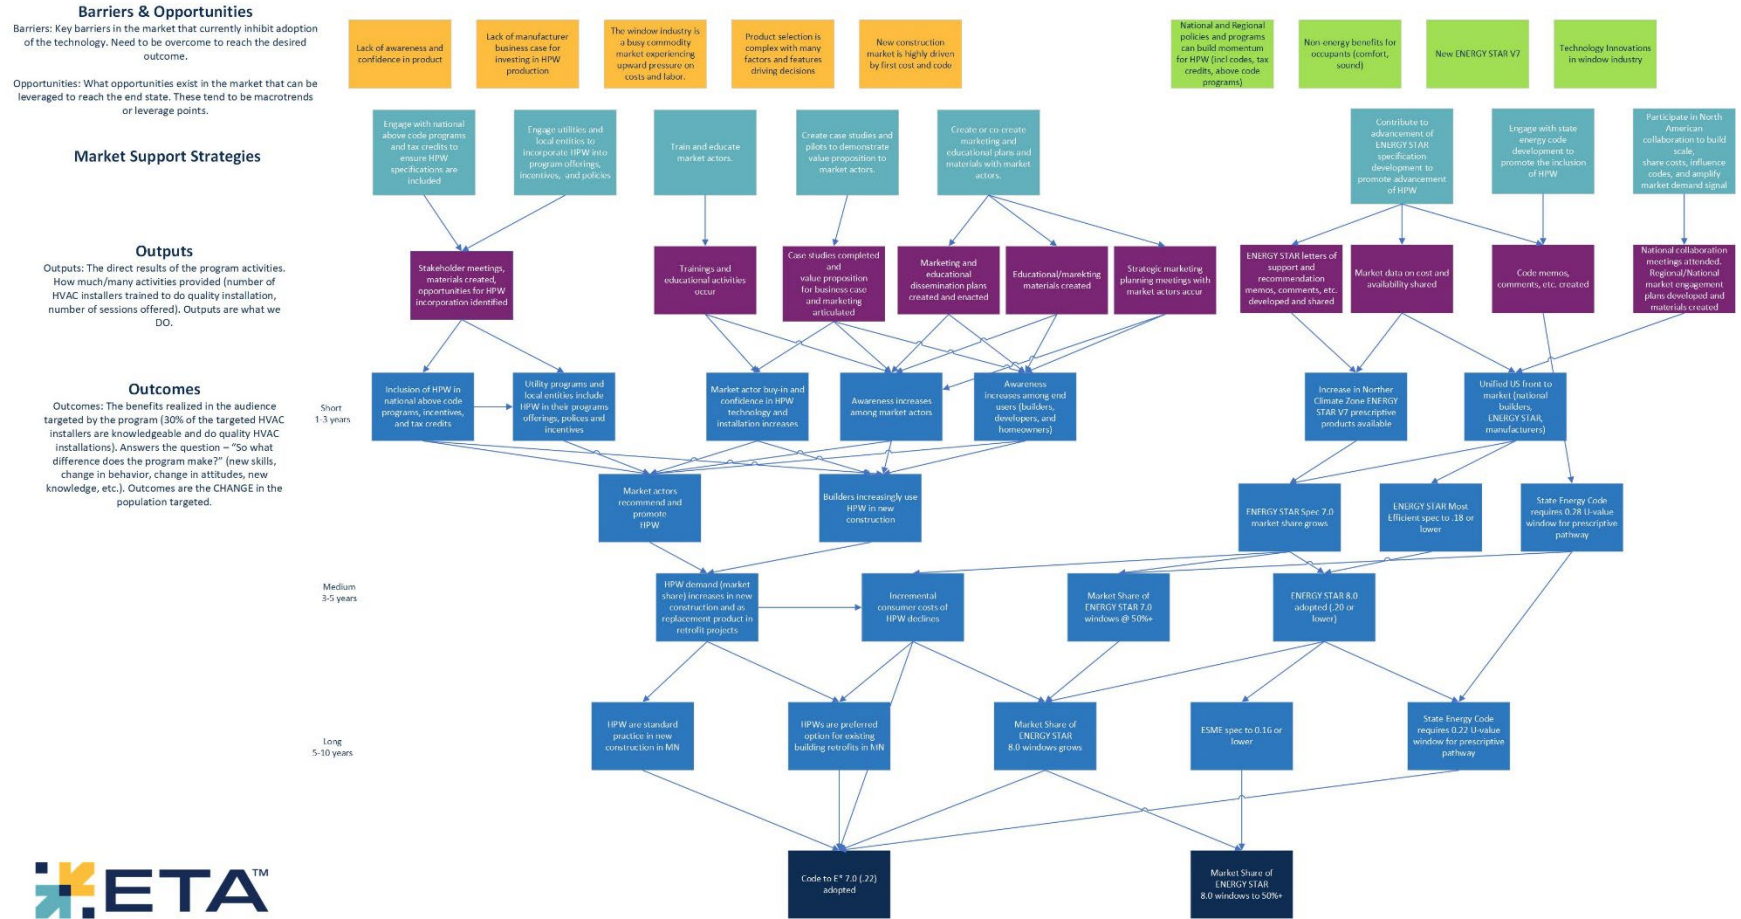 Barriers & Opportunities
Barriers: Key barriers in the market that currently inhibit adoption
of the technology. Need to be overcome to reach the desired
outcome.
Opportunities: What opportunities exist in the market that can be
leveraged to reach the end state. These tend to be macrotrends
or leverage points.
Lack of awareness and
confidence in product
Lack of manufacturer
business case for
investing in HPW
production
The window industry is
a busy commodity
market experiencing
upward pressure on
costs and labor.
Product selection is
complex with many
factors and features
driving decisions
New construction
market is highly driven
by first cost and code
National and Regional
policies and programs
can build momentum
for HPW (incl codes, tax
credits, above code
programs)
Non-energy benefits for
occupants (comfort,
sound)
New ENERGY STAR V7
Technology Innovations
in window industry
Market Support Strategies
Engage with national
above code programs
and tax credits to
ensure HPW
specifications are
included
Engage utilities and
local entities to
incorporate HPW into
program offerings,
incentives, and policies
Train and educate
market actors.
Create case studies and
pilots to demonstrate
value proposition to
market actors.
Create or co-create
marketing and
educational plans and
materials with market
actors.
Contribute to
advancement of
ENERGY STAR
specification
development to
promote advancement
of HPW
Engage with state
energy code
development to
promote the inclusion
of HPW
Participate in North
American
collaboration to build
scale,
share costs, influence
codes, and amplify
market demand signal
Outputs
Outputs: The direct results of the program activities.
How much/many activities provided (number of
HVAC installers trained to do quality installation,
number of sessions offered). Outputs are what we
DO.
Stakeholder meetings,
materials created,
opportunities for HPW
incorporation identified
Trainings and
educational activities
occur
Case studies completed
and
value proposition
for business case
and marketing
articulated
Marketing and
educational
dissemination plans
created and enacted
Educational/marekting
materials created
Strategic marketing
planning meetings with
market actors occur
ENERGY STAR letters of
support and
recommendation
memos, comments, etc.
developed and shared
Market data on cost and
availability shared
Code memos,
comments, etc. created
National collaboration
meetings attended.
Regional/National
market engagement
plans developed and
materials created
Outcomes
Outcomes: The benefits realized in the audience
targeted by the program (30% of the targeted HVAC
installers are knowledgeable and do quality HVAC
installations). Answers the question – “So what
difference does the program make?” (new skills,
change in behavior, change in attitudes, new
knowledge, etc.). Outcomes are the CHANGE in the
population targeted.
Short
1-3 years
Inclusion of HPW in
national above code
programs, incentives,
and tax credits
Utility programs and
local entities include
HPW in their programs
offerings, polices and
incentives
Market actor buy-in and
confidence in HPW
technology and
installation increases
Awareness increases
among market actors
Awareness
increases among end
users (builders,
developers, and
homeowners)
Increase in Norther
Climate Zone ENERGY
STAR V7 prescriptive
products available
Unified US front to
market (national
builders,
ENERGY STAR,
manufacturers)
Market actors
recommend and
promote
HPW
Builders increasingly use
HPW in new
construction
ENERGY STAR Spec 7.0
market share grows
ENERGY STAR Most
Efficient spec to .18 or
lower
State Energy Code
requires 0.28 U-value
window for prescriptive
pathway
Medium
3-5 years
HPW demand (market
share) increases in new
construction and as
replacement product in
retrofit projects
Incremental
consumer costs of
HPW declines
Market Share of
ENERGY STAR 7.0
windows @ 50%+
ENERGY STAR 8.0
adopted (.20 or
lower)
Long
5-10 years
HPW are standard
practice in new
construction in MN
HPWs are preferred
option for existing
building retrofits in MN
Market Share of
ENERGY STAR
8.0 windows grows
ESME spec to 0.16 or
lower
State Energy Code
requires 0.22 U-value
window for prescriptive
pathway
Code to E* 7.0 (.22)
adopted
Market Share of
ENERGY STAR
8.0 windows to 50%+
ETA™